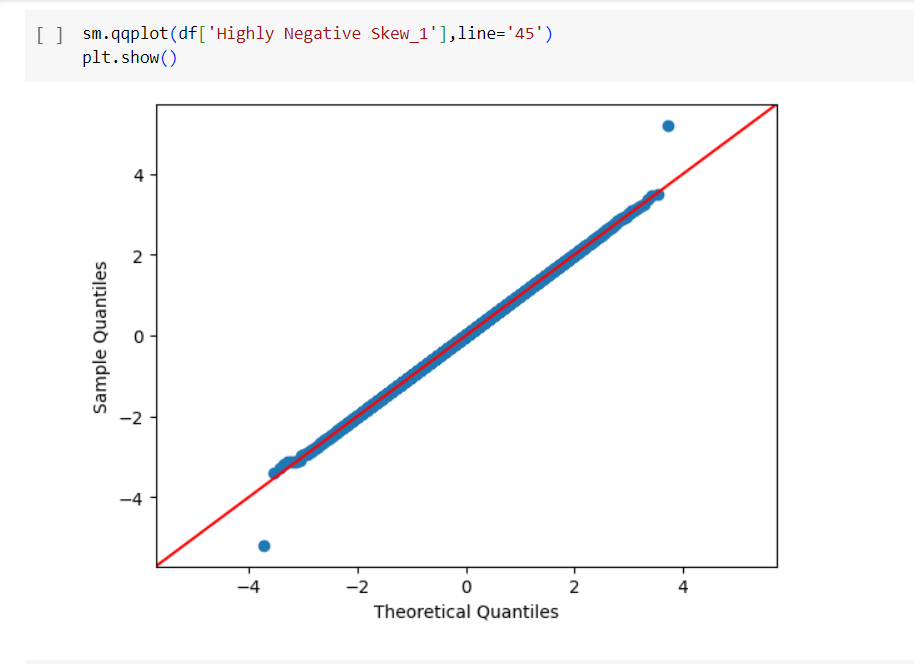 [ ] sm.qqplot(df['Highly Negative Skew_1'],line='45')
plt.show()
4
2
0
−2
−4
Sample Quantiles
−4 −2 0 2 4
Theoretical Quantiles